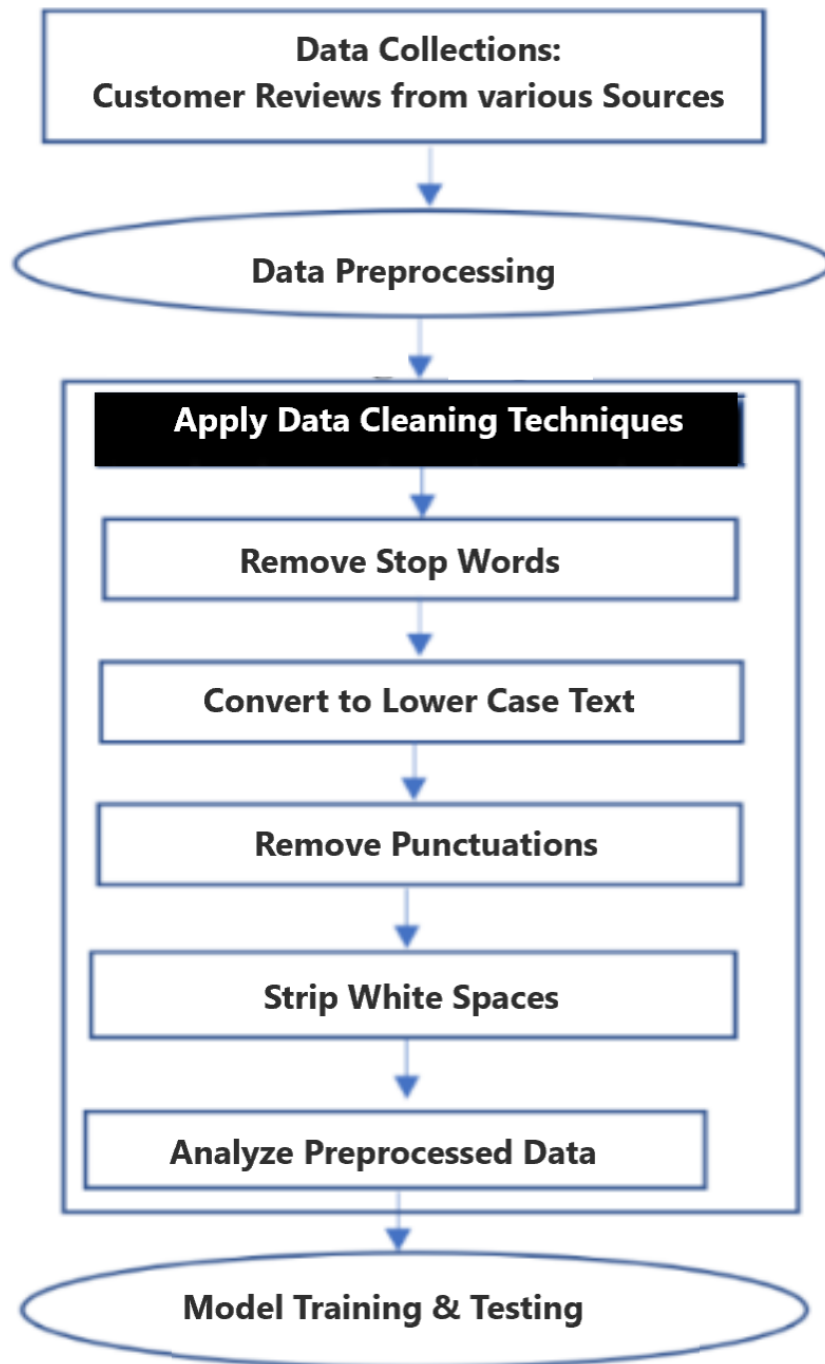 Data Collections:
Customer Reviews from various Sources
Data Preprocessing
Apply Data Cleaning Techniques
Remove Stop Words
Convert to Lower Case Text
Remove Punctuations
Strip White Spaces
Analyze Preprocessed Data
Model Training & Testing